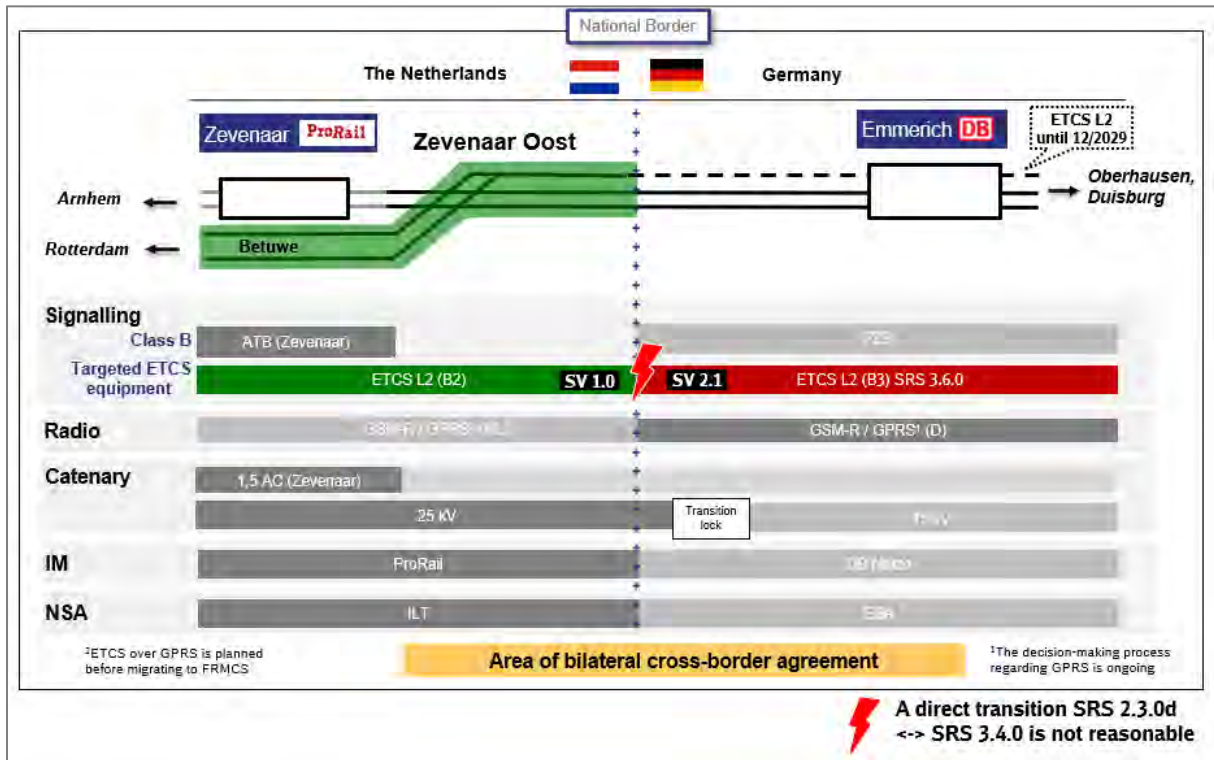 National Border
The Netherlands
Germany
Zevenaar ProRail
Zevenaar Oost
Emmerich DB
ETCS L2
until 12/2029
Arnhem
Oberhausen,
Duisburg
Rotterdam
Betuwe
Signalling
Class B
ATB (Zevenaar)
Targeted ETCS
equipment
ETCS L2 (B2)
SV 1.0
SV 2.1
ETCS L2 (B3) SRS 3.6.0
Radio
GSM-R / GPRS
GSM-R / GPRS¹ (D)
Catenary
1,5 AC (Zevenaar)
25 kV
Transition
lock
IM
ProRail
NSA
ILT
²ETCS over GPRS is planned
before migrating to FRMCS
Area of bilateral cross-border agreement
¹The decision-making process
regarding GPRS is ongoing
A direct transition SRS 2.3.0d
<-> SRS 3.4.0 is not reasonable